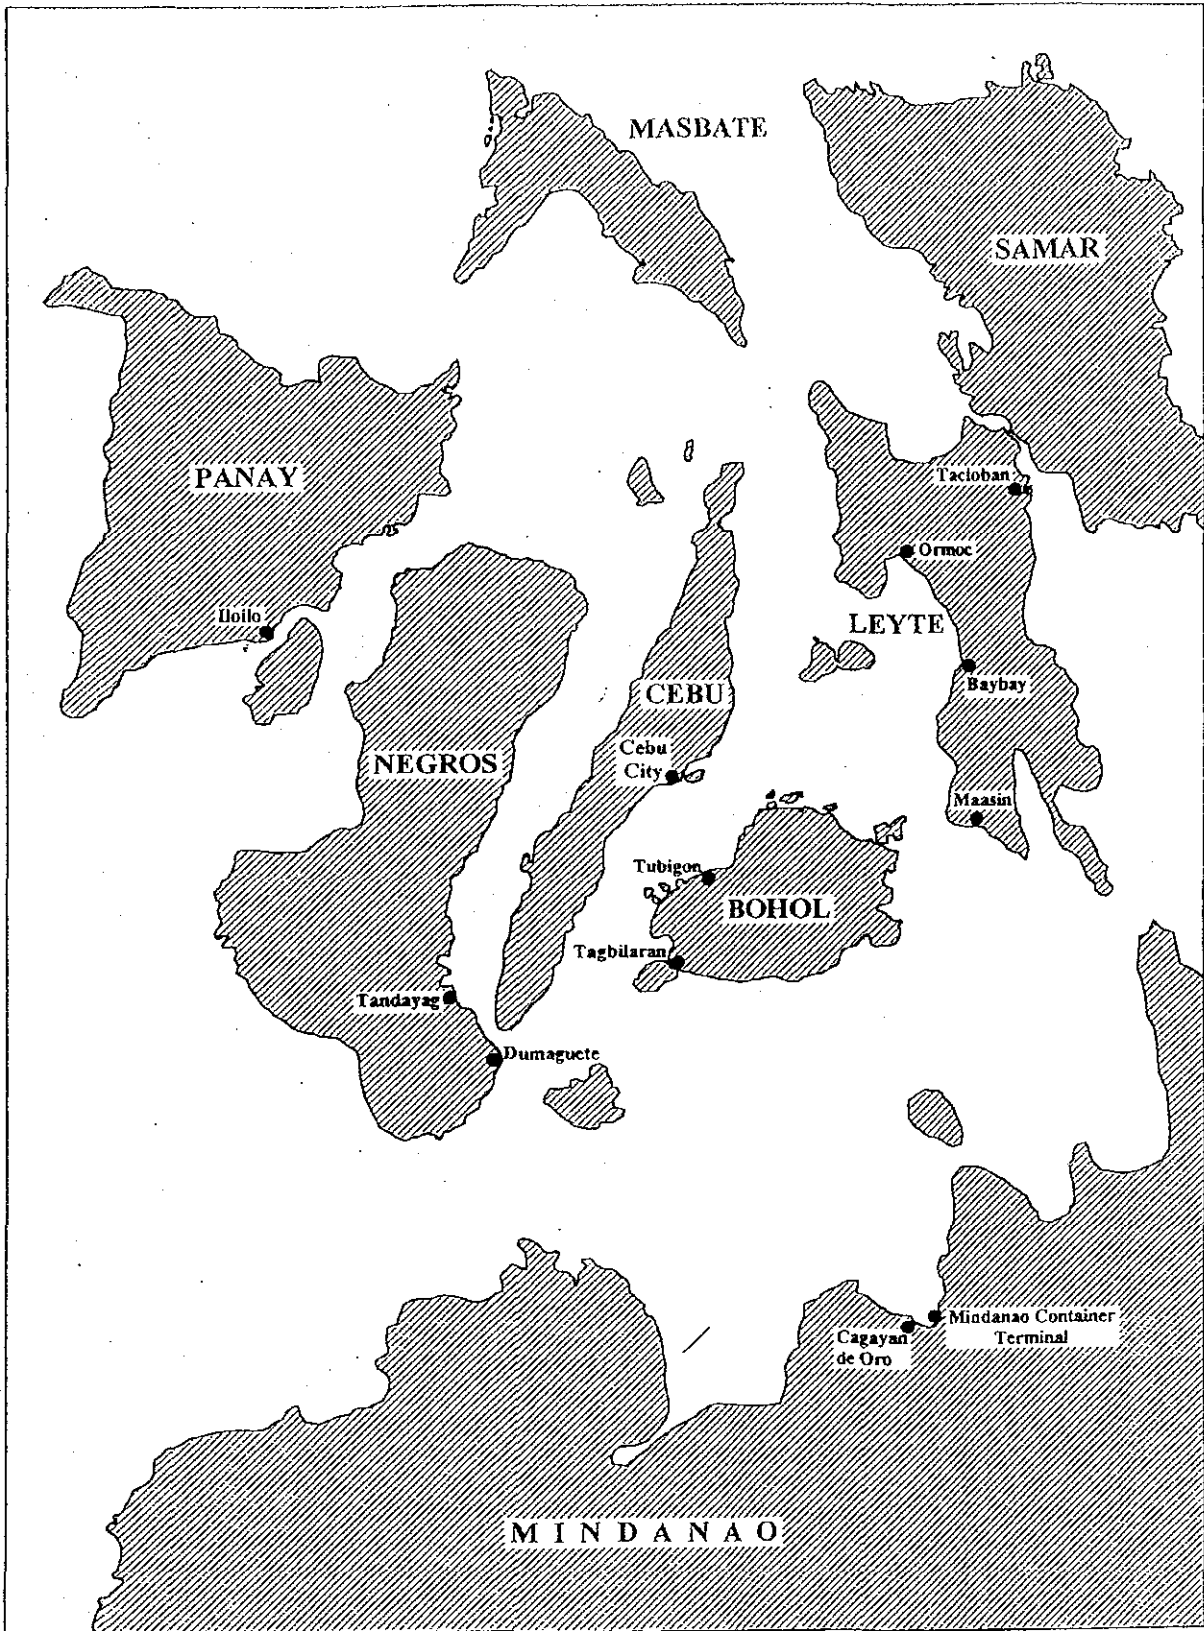 MASBATE
SAMAR
PANAY
Tacloban
Ormoc
Iloilo
LEYTE
Baybay
CEBU
Cebu
City
NEGROS
Maasin
Tubigon
BOHOL
Tagbilaran
Tandayag
Dumaguete
Mindanao Container
Terminal
Cagayan
de Oro
MINDANAO